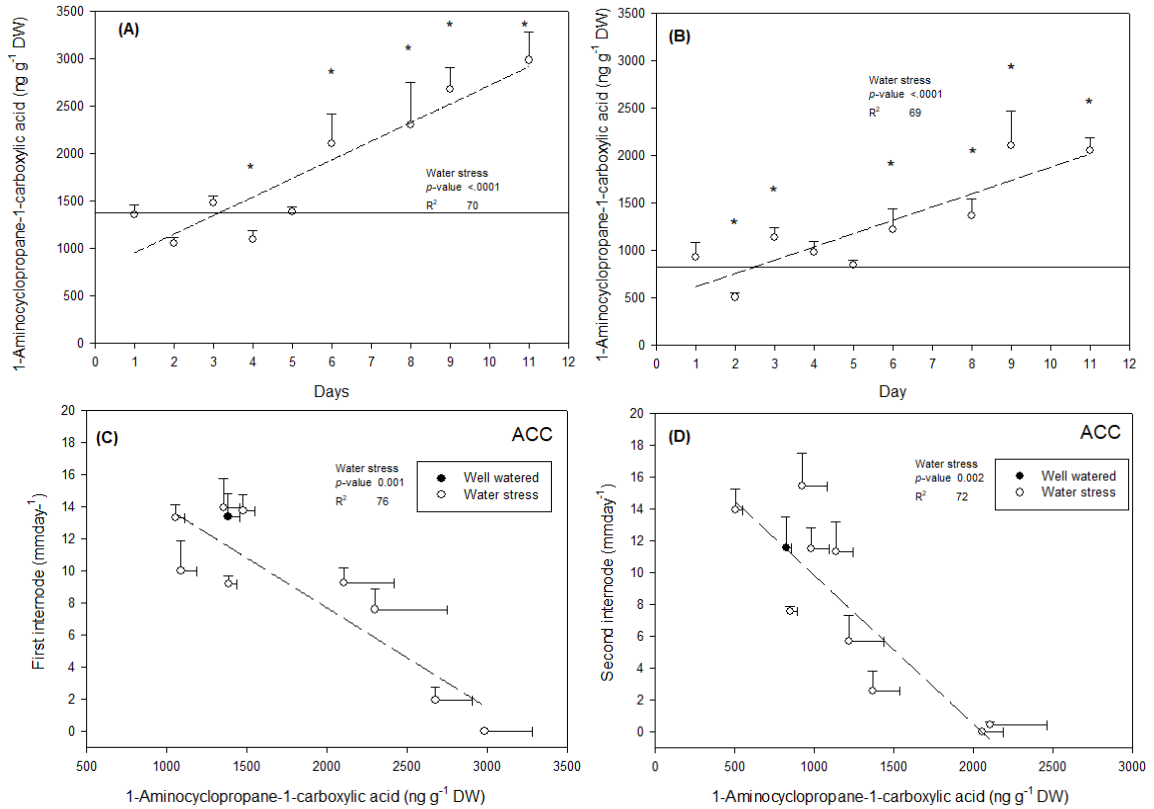 (A)
1-Aminocyclopropane-1-carboxylic acid (ng g-1 DW)
3500
3000
2500
2000
1500
1000
500
0
* * * * *
Water stress
p-value <.0001
R2 70
0 1 2 3 4 5 6 7 8 9 10 11 12
Days
(B)
1-Aminocyclopropane-1-carboxylic acid (ng g-1 DW)
3500
3000
2500
2000
1500
1000
500
0
* * * * * *
Water stress
p-value <.0001
R2 69
0 1 2 3 4 5 6 7 8 9 10 11 12
Day
(C)
ACC
First internode (mmday-1)
20
18
16
14
12
10
8
6
4
2
0
Water stress
p-value 0.001
R2 76
Well watered
Water stress
500 1000 1500 2000 2500 3000 3500
1-Aminocyclopropane-1-carboxylic acid (ng g-1 DW)
(D)
ACC
Second internode (mmday-1)
20
18
16
14
12
10
8
6
4
2
0
Water stress
p-value 0.002
R2 72
Well watered
Water stress
0 500 1000 1500 2000 2500 3000
1-Aminocyclopropane-1-carboxylic acid (ng g-1 DW)